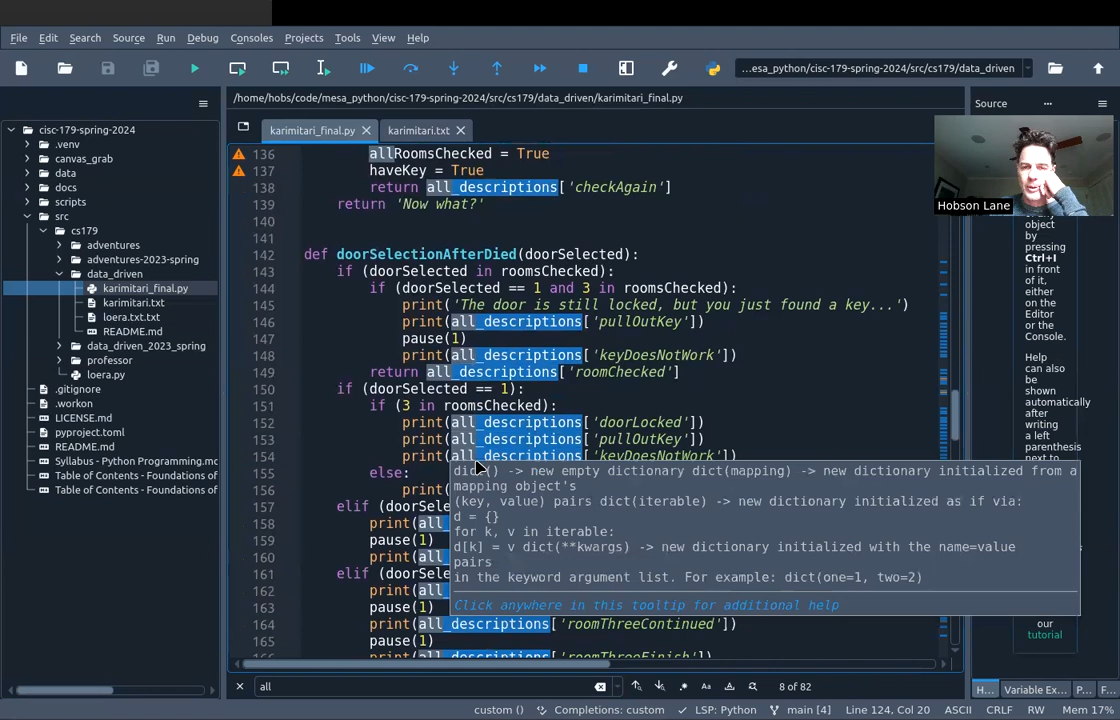 File Edit Search Source Run Debug Consoles Projects Tools View Help
...esa_python/cisc-179-spring-2024/src/cs179/data_driven
/home/hobs/code/mesa_python/cisc-179-spring-2024/src/cs179/data_driven/karimitari_final.py
Source
karimitari_final.py
karimitari.txt
cisc-179-spring-2024
.venv
canvas_grab
data
docs
scripts
src
cs179
adventures
adventures-2023-spring
data_driven
karimitari_final.py
karimitari.txt
loera.txt.txt
README.md
data_driven_2023_spring
professor
loera.py
.gitignore
.workon
LICENSE.md
pyproject.toml
README.md
Syllabus - Python Programming.mc
Table of Contents - Spring 2024.m
Table of Contents - Spring 2024.m
136 allRoomsChecked = True
137 haveKey = True
138 return all_descriptions['checkAgain']
139 return 'Now what?'
140
141
142 def doorSelectionAfterDied(doorSelected):
143 if (doorSelected in roomsChecked):
144 if (doorSelected == 1 and 3 in roomsChecked):
145 print('The door is still locked, but you just found a key...')
146 print(all_descriptions['pullOutKey'])
147 pause(1)
148 print(all_descriptions['keyDoesNotWork'])
149 return all_descriptions['roomChecked']
150 if (doorSelected == 1):
151 if (3 in roomsChecked):
152 print(all_descriptions['doorLocked'])
153 print(all_descriptions['pullOutKey'])
154 print(all_descriptions['keyDoesNotWork'])
155 else:
156 print(
157 elif (doorSele
158 print(all_
159 pause(1)
160 print(all_
161 elif (doorSele
162 print(all_
163 pause(1)
164 print(all_descriptions['roomThreeContinued'])
165 pause(1)
166 print(all_descriptions['roomThreeFinish'])
dict() -> new empty dictionary dict(mapping) -> new dictionary initialized from a
mapping object's
(key, value) pairs dict(iterable) -> new dictionary initialized as if via:
d = {}
for k, v in iterable:
d[k] = v dict(**kwargs) -> new dictionary initialized with the name=value
pairs
in the keyword argument list. For example: dict(one=1, two=2)
Click anywhere in this tooltip for additional help
Hobson Lane
object
by
pressing
Ctrl+I
in front
of it,
either
on the
Editor
or the
Console.
Help
can also
be
shown
automatically
after
writing
a left
parenthesis
next to
our
tutorial
all
Aa
8 of 82
H...
Variable Ex...
P...
F...
custom ()
Completions: custom
LSP: Python
main [4]
Line 124, Col 20
ASCII
CRLF
RW
Mem 17%